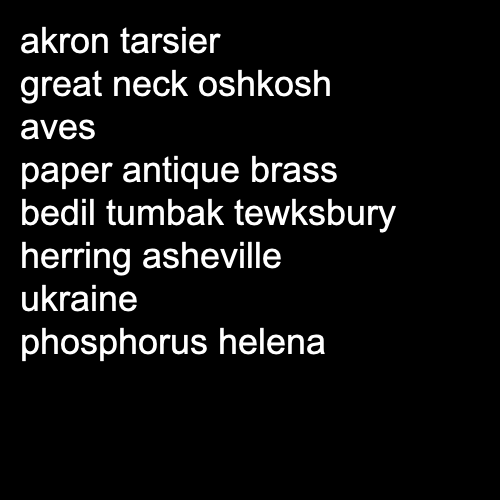 akron tarsier
great neck oshkosh
aves
paper antique brass
bedil tumbak tewksbury
herring asheville
ukraine
phosphorus helena